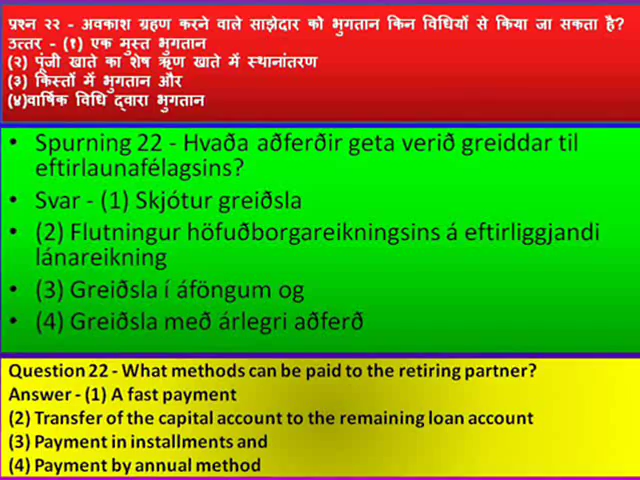 प्रश्न २२ - अवकाश ग्रहण करने वाले साझेदार को भुगतान किन विधियों से किया जा सकता है?
उत्तर - (१) एक मुस्त भुगतान
(२) पूंजी खाते का शेष ऋण खाते में स्थानांतरण
(३) किस्तों में भुगतान और
(४)वार्षिक विधि द्वारा भुगतान
• Spurning 22 - Hvaða aðferðir geta verið greiddar til
eftirlaunafélagsins?
• Svar - (1) Skjótur greiðsla
• (2) Flutningur höfuðborgareikningsins á eftirliggjandi
lánareikning
• (3) Greiðsla í áföngum og
• (4) Greiðsla með árlegri aðferð
Question 22 - What methods can be paid to the retiring partner?
Answer - (1) A fast payment
(2) Transfer of the capital account to the remaining loan account
(3) Payment in installments and
(4) Payment by annual method